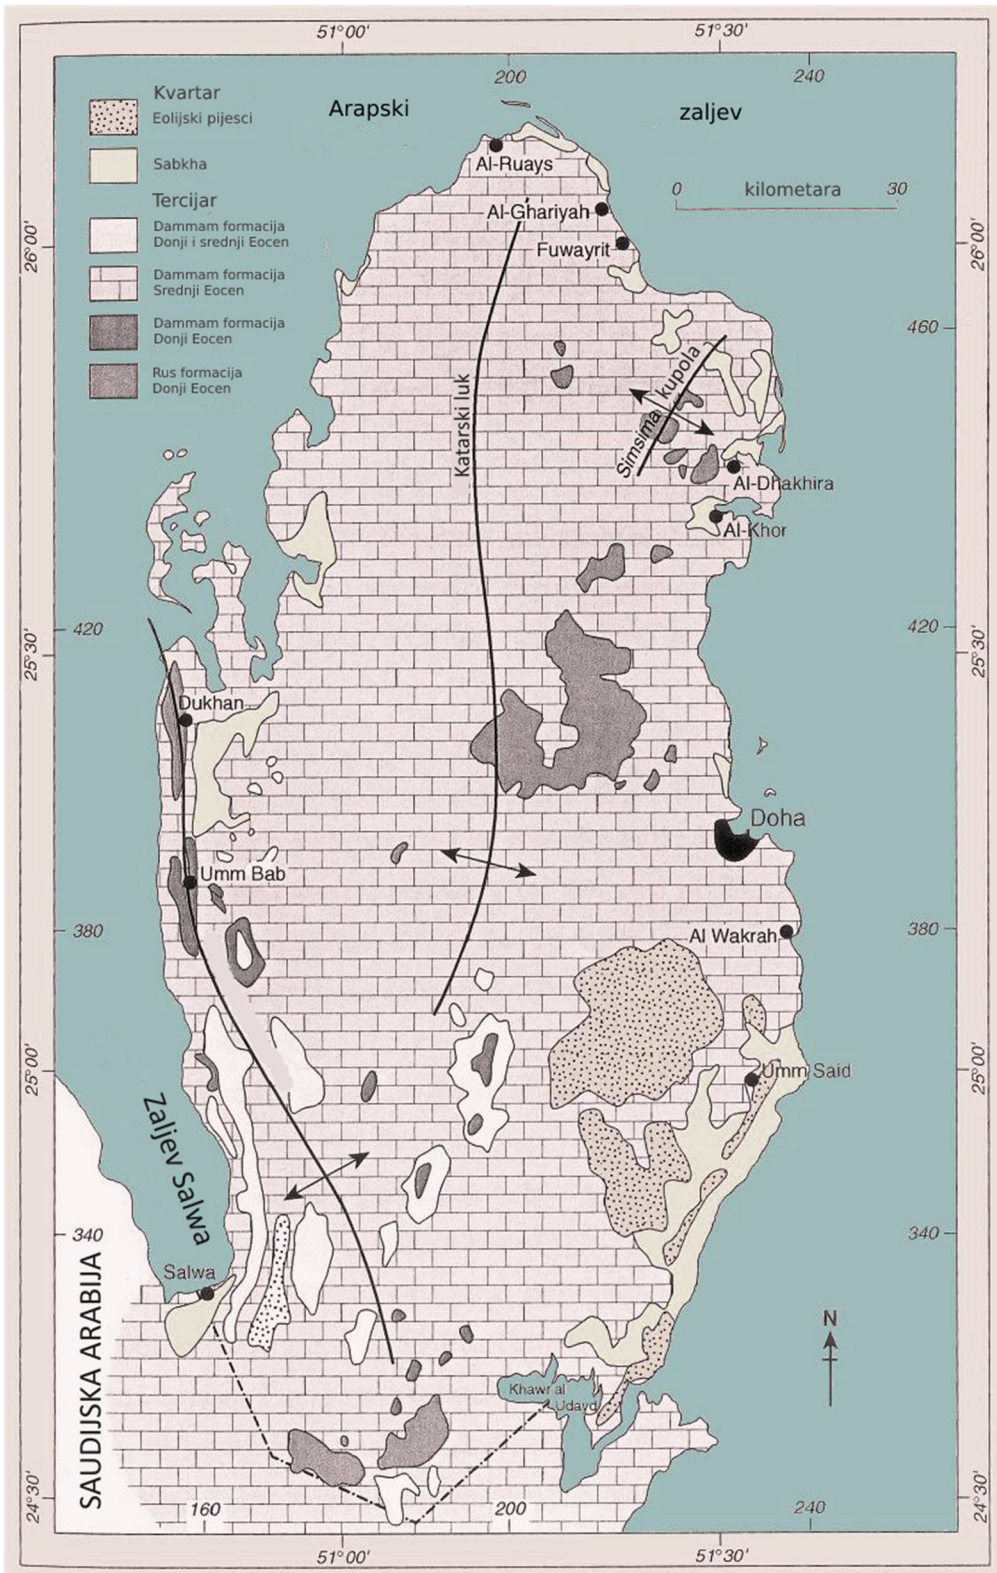 51°00'
51°30'
200
240
Kvartar
Eolijski pijesci
Sabkha
Tercijar
Dammam formacija
Donji i srednji Eocen
Dammam formacija
Srednji Eocen
Dammam formacija
Donji Eocen
Rus formacija
Donji Eocen
Arapski
zaljev
0 kilometara 30
Al-Ruays
Al-Ghariyah
Fuwayrit
26°00'
26°00'
460
Katarski luk
Simsima kupola
Al-Dhakhira
Al-Khor
420
420
25°30'
25°30'
Dukhan
Doha
Umm Bab
380
380
Al Wakrah
25°00'
25°00'
Umm Said
Zaljev Salwa
340
340
Salwa
SAUDIJSKA ARABIJA
N
Khawr al
Udayd
24°30'
24°30'
160
200
240
51°00'
51°30'